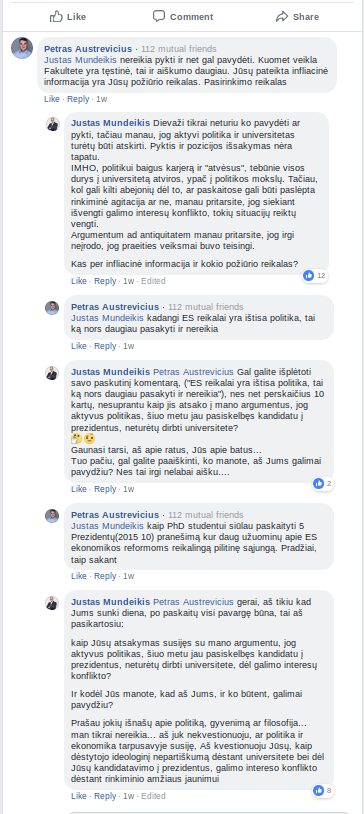 Like Comment Share
Petras Austrevicius · 112 mutual friends
Justas Mundeikis nereikia pykti ir net gal pavydėti. Kuomet veikla
Fakultete yra tęstinė, tai ir aiškumo daugiau. Jūsų pateikta infliacinė
informacija yra Jūsų požiūrio reikalas. Pasirinkimo reikalas
Like · Reply · 1w
Justas Mundeikis Dievaži tikrai neturiu ko pavydėti ar
pykti, tačiau manau, jog aktyvi politika ir universitetas
turėtų būti atskirti. Pyktis ir pozicijos išsakymas nėra
tapatu.
IMHO, politikui baigus karjerą ir "atvėsus", tebūnie visos
durys į universitetą atviros, ypač į politikos mokslų. Tačiau,
kol gali kilti abejonių dėl to, ar paskaitose gali būti paslėpta
rinkiminė agitacija ar ne, manau pritarsite, jog siekiant
išvengti galimo interesų konflikto, tokių situacijų reiktų
vengti.
Argumentum ad antiquitatem manau pritarsite, jog irgi
neįrodo, jog praeities veiksmai buvo teisingi.
Kas per infliacinė informacija ir kokio požiūrio reikalas?
12
Like · Reply · 1w · Edited
Petras Austrevicius · 112 mutual friends
Justas Mundeikis kadangi ES reikalai yra ištisa politika, tai
ką nors daugiau pasakyti ir nereikia
Like · Reply · 1w
Justas Mundeikis Petras Austrevicius Gal galite išplėtoti
savo paskutinį komentarą, ("ES reikalai yra ištisa politika, tai
ką nors daugiau pasakyti ir nereikia"), nes net perskaičius 10
kartų, nesuprantu kaip jis atsako į mano argumentus, jog
aktyvus politikas, šiuo metu jau pasiskelbęs kandidatu į
prezidentus, neturėtų dirbti universitete?
🤔🤨
Gaunasi tarsi, aš apie ratus, Jūs apie batus...
Tuo pačiu, gal galite paaiškinti, ko manote, aš Jums galimai
pavydžiu? Nes tai irgi nelabai aišku....
2
Like · Reply · 1w
Petras Austrevicius · 112 mutual friends
Justas Mundeikis kaip PhD studentui siūlau paskaityti 5
Prezidentų(2015 10) pranešimą kur daug užuominų apie ES
ekonomikos reformoms reikalingą pilitinę sąjungą. Pradžiai,
taip sakant
Like · Reply · 1w
Justas Mundeikis Petras Austrevicius gerai, aš tikiu kad
Jums sunki diena, po paskaitų visi pavargę būna, tai aš
pasikartosiu:
kaip Jūsų atsakymas susijęs su mano argumentu, jog
aktyvus politikas, šiuo metu jau pasiskelbęs kandidatu į
prezidentus, neturėtų dirbti universitete, dėl galimo interesų
konflikto?
Ir kodėl Jūs manote, kad aš Jums, ir ko būtent, galimai
pavydžiu?
Prašau jokių išnašų apie politiką, gyvenimą ar filosofija...
man tikrai nereikia... aš juk nekvestionuoju, ar politika ir
ekonomika tarpusavyje susiję, Aš kvestionuoju Jūsų, kaip
dėstytojo ideologinį nepartiškumą dėstant universitete bei dėl
Jūsų kandidatavimo į prezidentus, galimo intereso konflikto
dėstant rinkiminio amžiaus jaunimui
8
Like · Reply · 1w · Edited